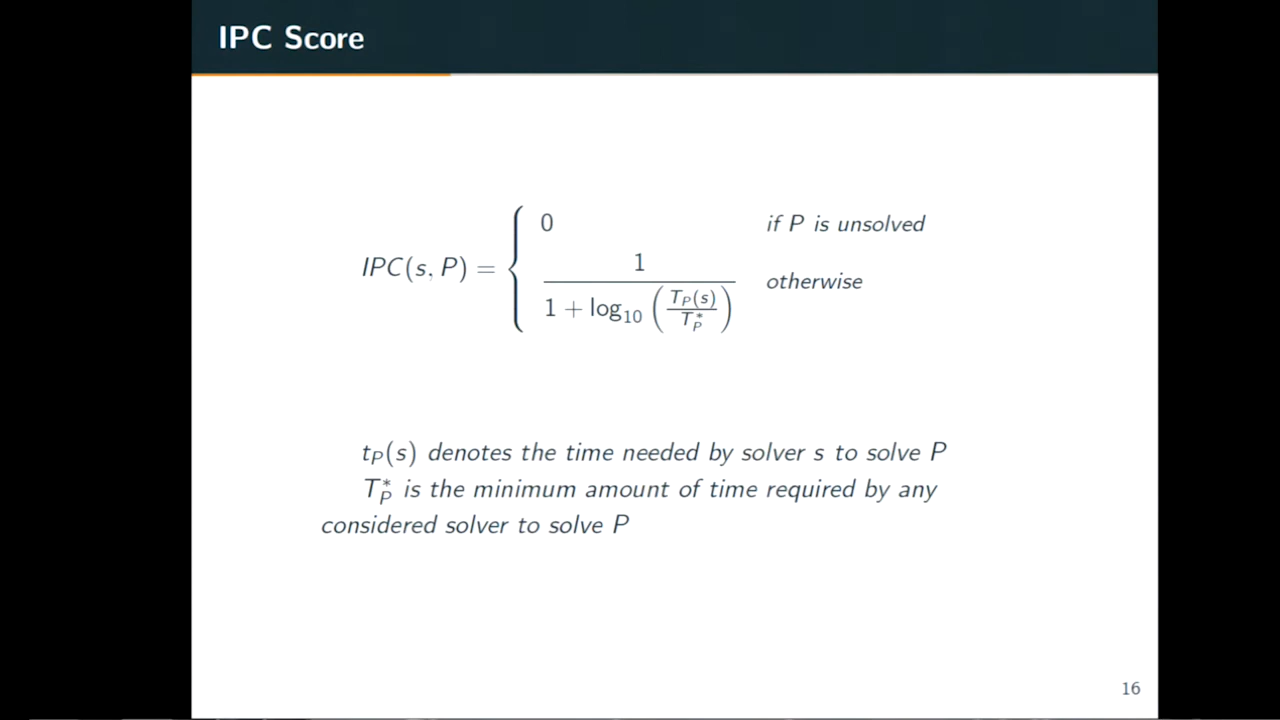 IPC Score
IPC(s, P) = { 0 if P is unsolved
1 / (1 + log₁₀ (T_P(s) / T*_P)) otherwise
t_P(s) denotes the time needed by solver s to solve P
T*_P is the minimum amount of time required by any
considered solver to solve P
16